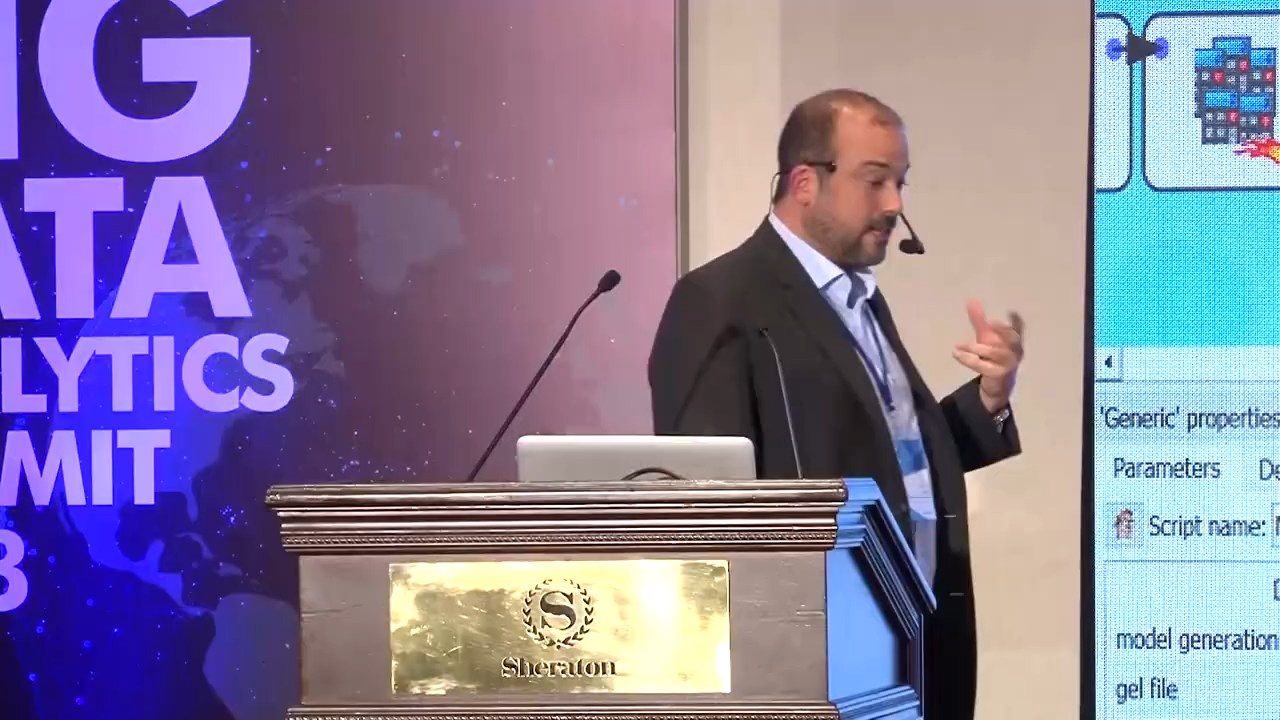 IG
ATA
LYTICS
MIT
3
S
Sheraton
'Generic' properties
Parameters
Script name:
model generation
gel file